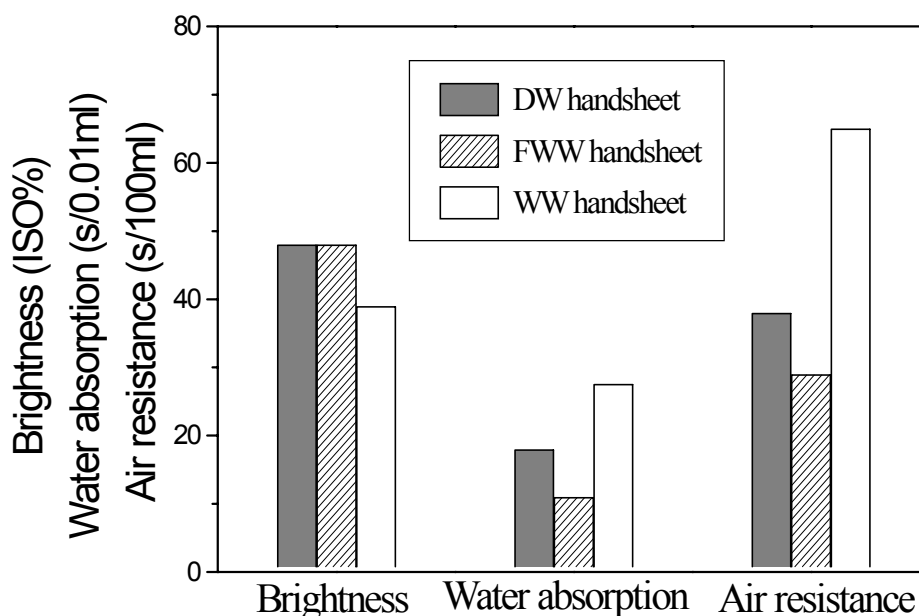 Brightness (ISO%)
Water absorption (s/0.01ml)
Air resistance (s/100ml)
80
60
40
20
0
DW handsheet
FWW handsheet
WW handsheet
Brightness
Water absorption
Air resistance